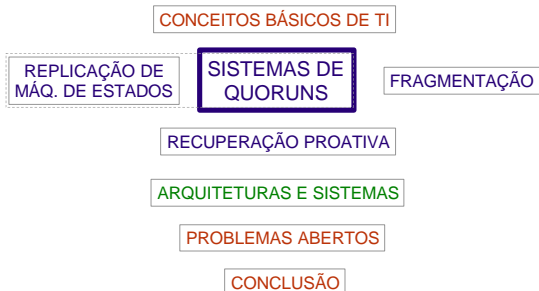 CONCEITOS BÁSICOS DE TI
REPLICAÇÃO DE
MÁQ. DE ESTADOS
SISTEMAS DE
QUORUNS
FRAGMENTAÇÃO
RECUPERAÇÃO PROATIVA
ARQUITETURAS E SISTEMAS
PROBLEMAS ABERTOS
CONCLUSÃO